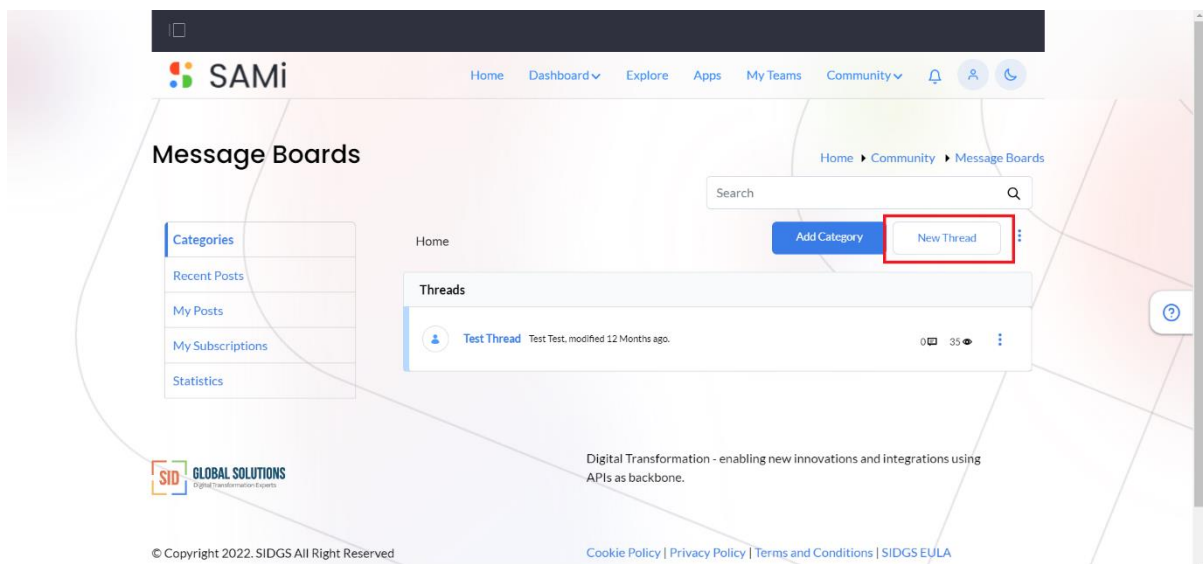 SAMi
Home Dashboard Explore Apps My Teams Community
Message Boards
Home Community Message Boards
Search
Categories
Recent Posts
My Posts
My Subscriptions
Statistics
Home
Add Category
New Thread
Threads
Test Thread Test Test, modified 12 Months ago.
0 35
SID GLOBAL SOLUTIONS
Digital Transformation Experts
Digital Transformation - enabling new innovations and integrations using
APIs as backbone.
© Copyright 2022. SIDGS All Right Reserved
Cookie Policy | Privacy Policy | Terms and Conditions | SIDGS EULA